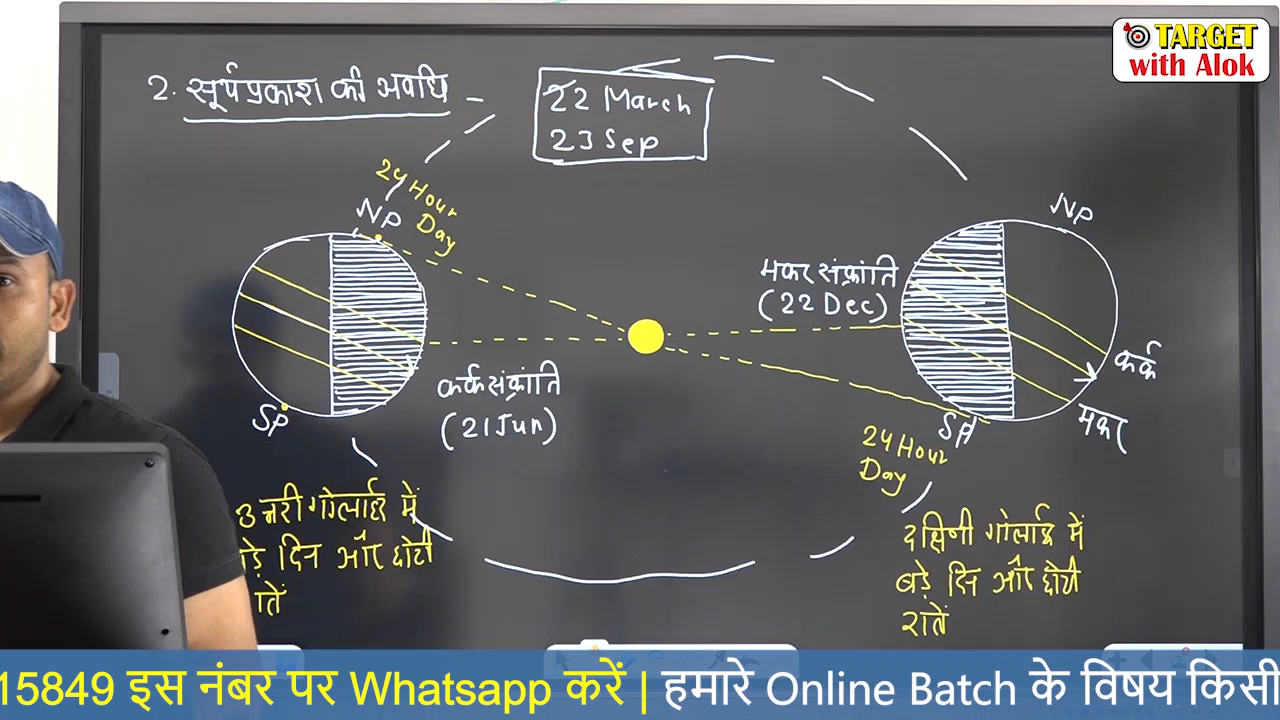 TARGET
with Alok
2. सूर्यप्रकाश की अवधि -
22 March
23 Sep
24 Hour
Day
NP
SP
कर्क संक्रांति
(21 Jun)
उत्तरी गोलार्द्ध में
ड़े दिन और छोटी
ातें
मकर संक्रांति
(22 Dec)
NP
कर्क
मकर
SP
24 Hour
Day
दक्षिणी गोलार्द्ध में
बड़े दिन और छोटी
रातें
15849 इस नंबर पर Whatsapp करें | हमारे Online Batch के विषय किसी